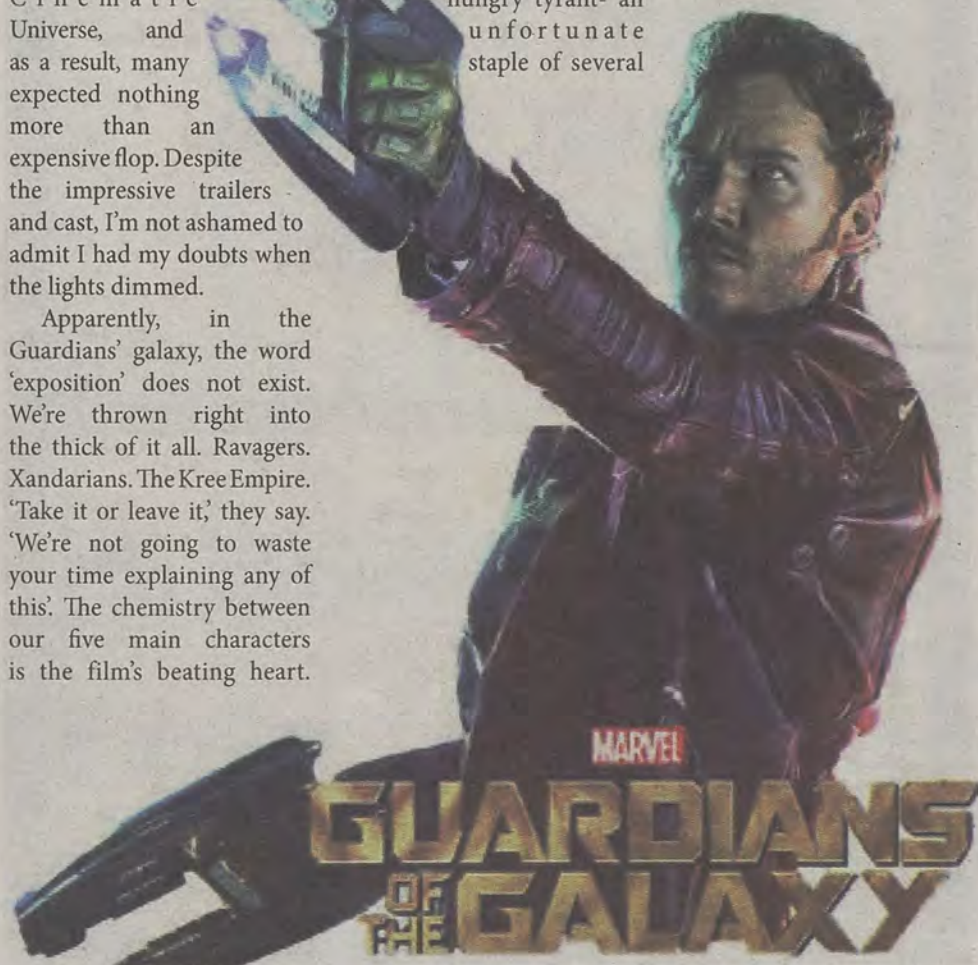 Cinematic
Universe, and
as a result, many
expected nothing
more than an
expensive flop. Despite
the impressive trailers
and cast, I'm not ashamed to
admit I had my doubts when
the lights dimmed.
Apparently, in the
Guardians' galaxy, the word
'exposition' does not exist.
We're thrown right into
the thick of it all. Ravagers.
Xandarians. The Kree Empire.
'Take it or leave it,' they say.
'We're not going to waste
your time explaining any of
this'. The chemistry between
our five main characters
is the film's beating heart.
hungry tyrant- an
unfortunate
staple of several
MARVEL
GUARDIANS
OF
THE GALAXY